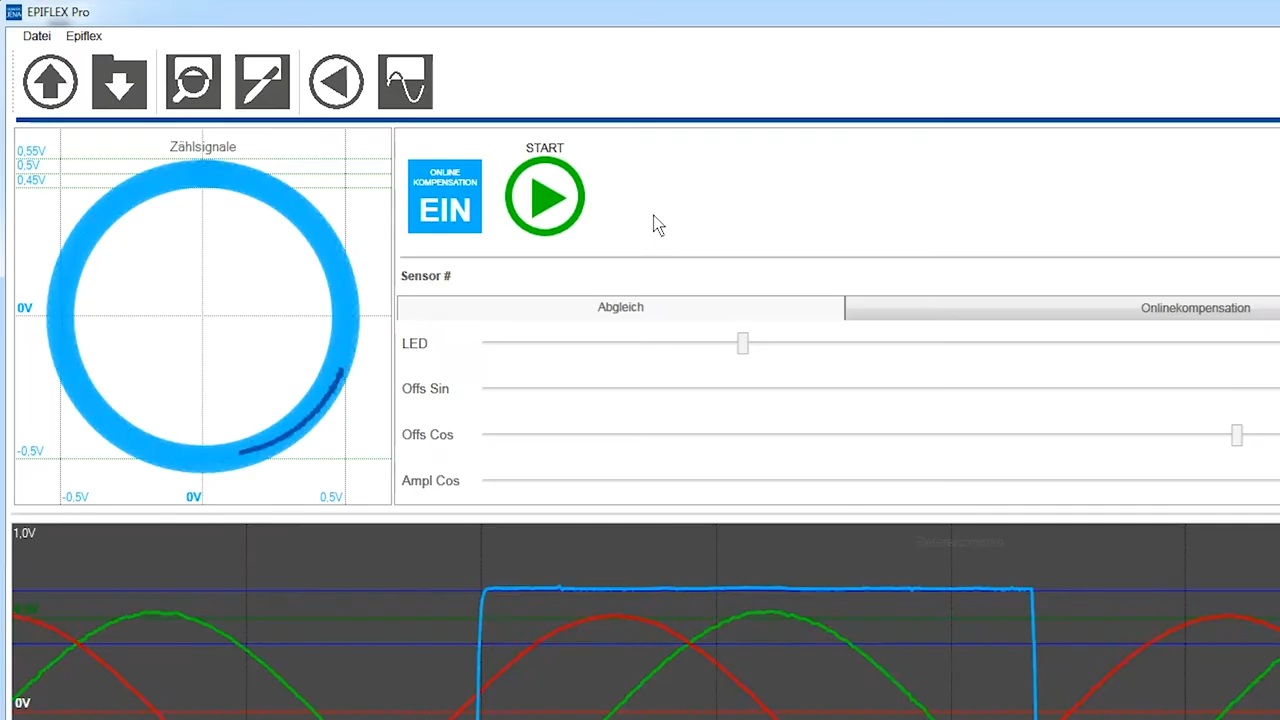 EPIFLEX Pro
Datei Epiflex
Zählsignale
0,55V
0,5V
0,45V
0V
-0,5V
-0.5V 0V 0.5V
START
ONLINE
KOMPENSATION
EIN
Sensor #
Abgleich Onlinekompensation
LED
Offs Sin
Offs Cos
Ampl Cos
1,0V
0V